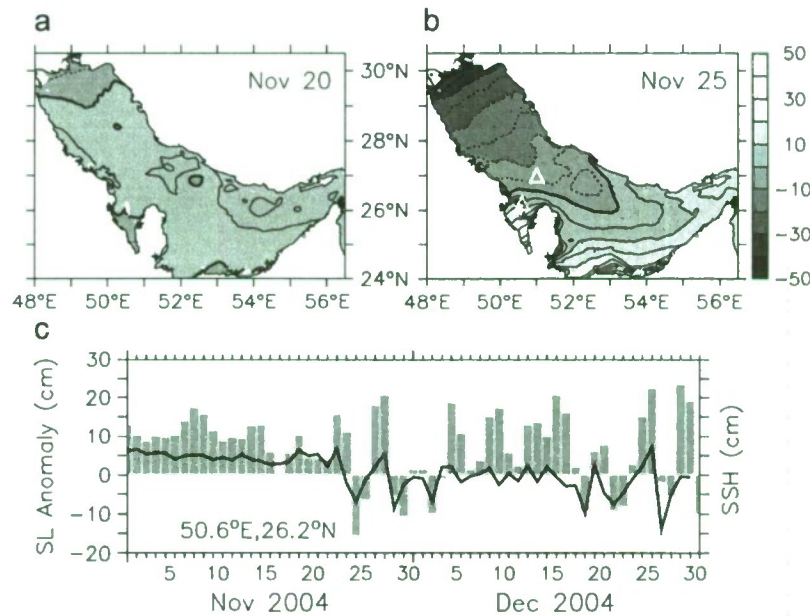 a
b
Nov 20
Nov 25
30°N
28°N
26°N
24°N
48°E 50°E 52°E 54°E 56°E
48°E 50°E 52°E 54°E 56°E
50
30
10
-10
-30
-50
c
30
20
10
0
-10
-20
SL Anomaly (cm)
SSH (cm)
50.6°E,26.2°N
5 10 15 20 25 30 5 10 15 20 25 30
Nov 2004 Dec 2004